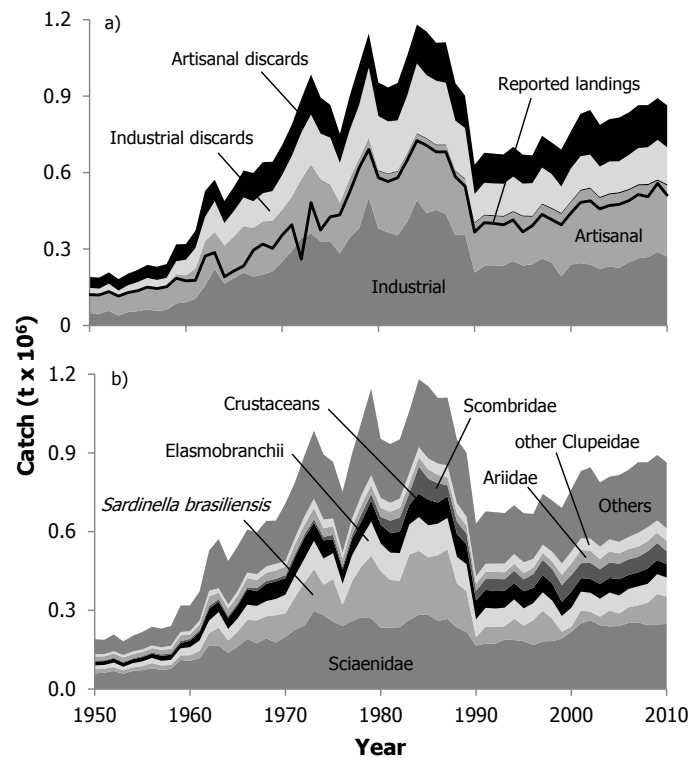 a)
1.2
0.9
0.6
0.3
0
Artisanal discards
Reported landings
Industrial discards
Artisanal
Industrial
Catch (t x 10⁶)
b)
1.2
0.9
0.6
0.3
0.0
Crustaceans
Scombridae
Elasmobranchii
other Clupeidae
Ariidae
Sardinella brasiliensis
Others
Sciaenidae
1950 1960 1970 1980 1990 2000 2010
Year